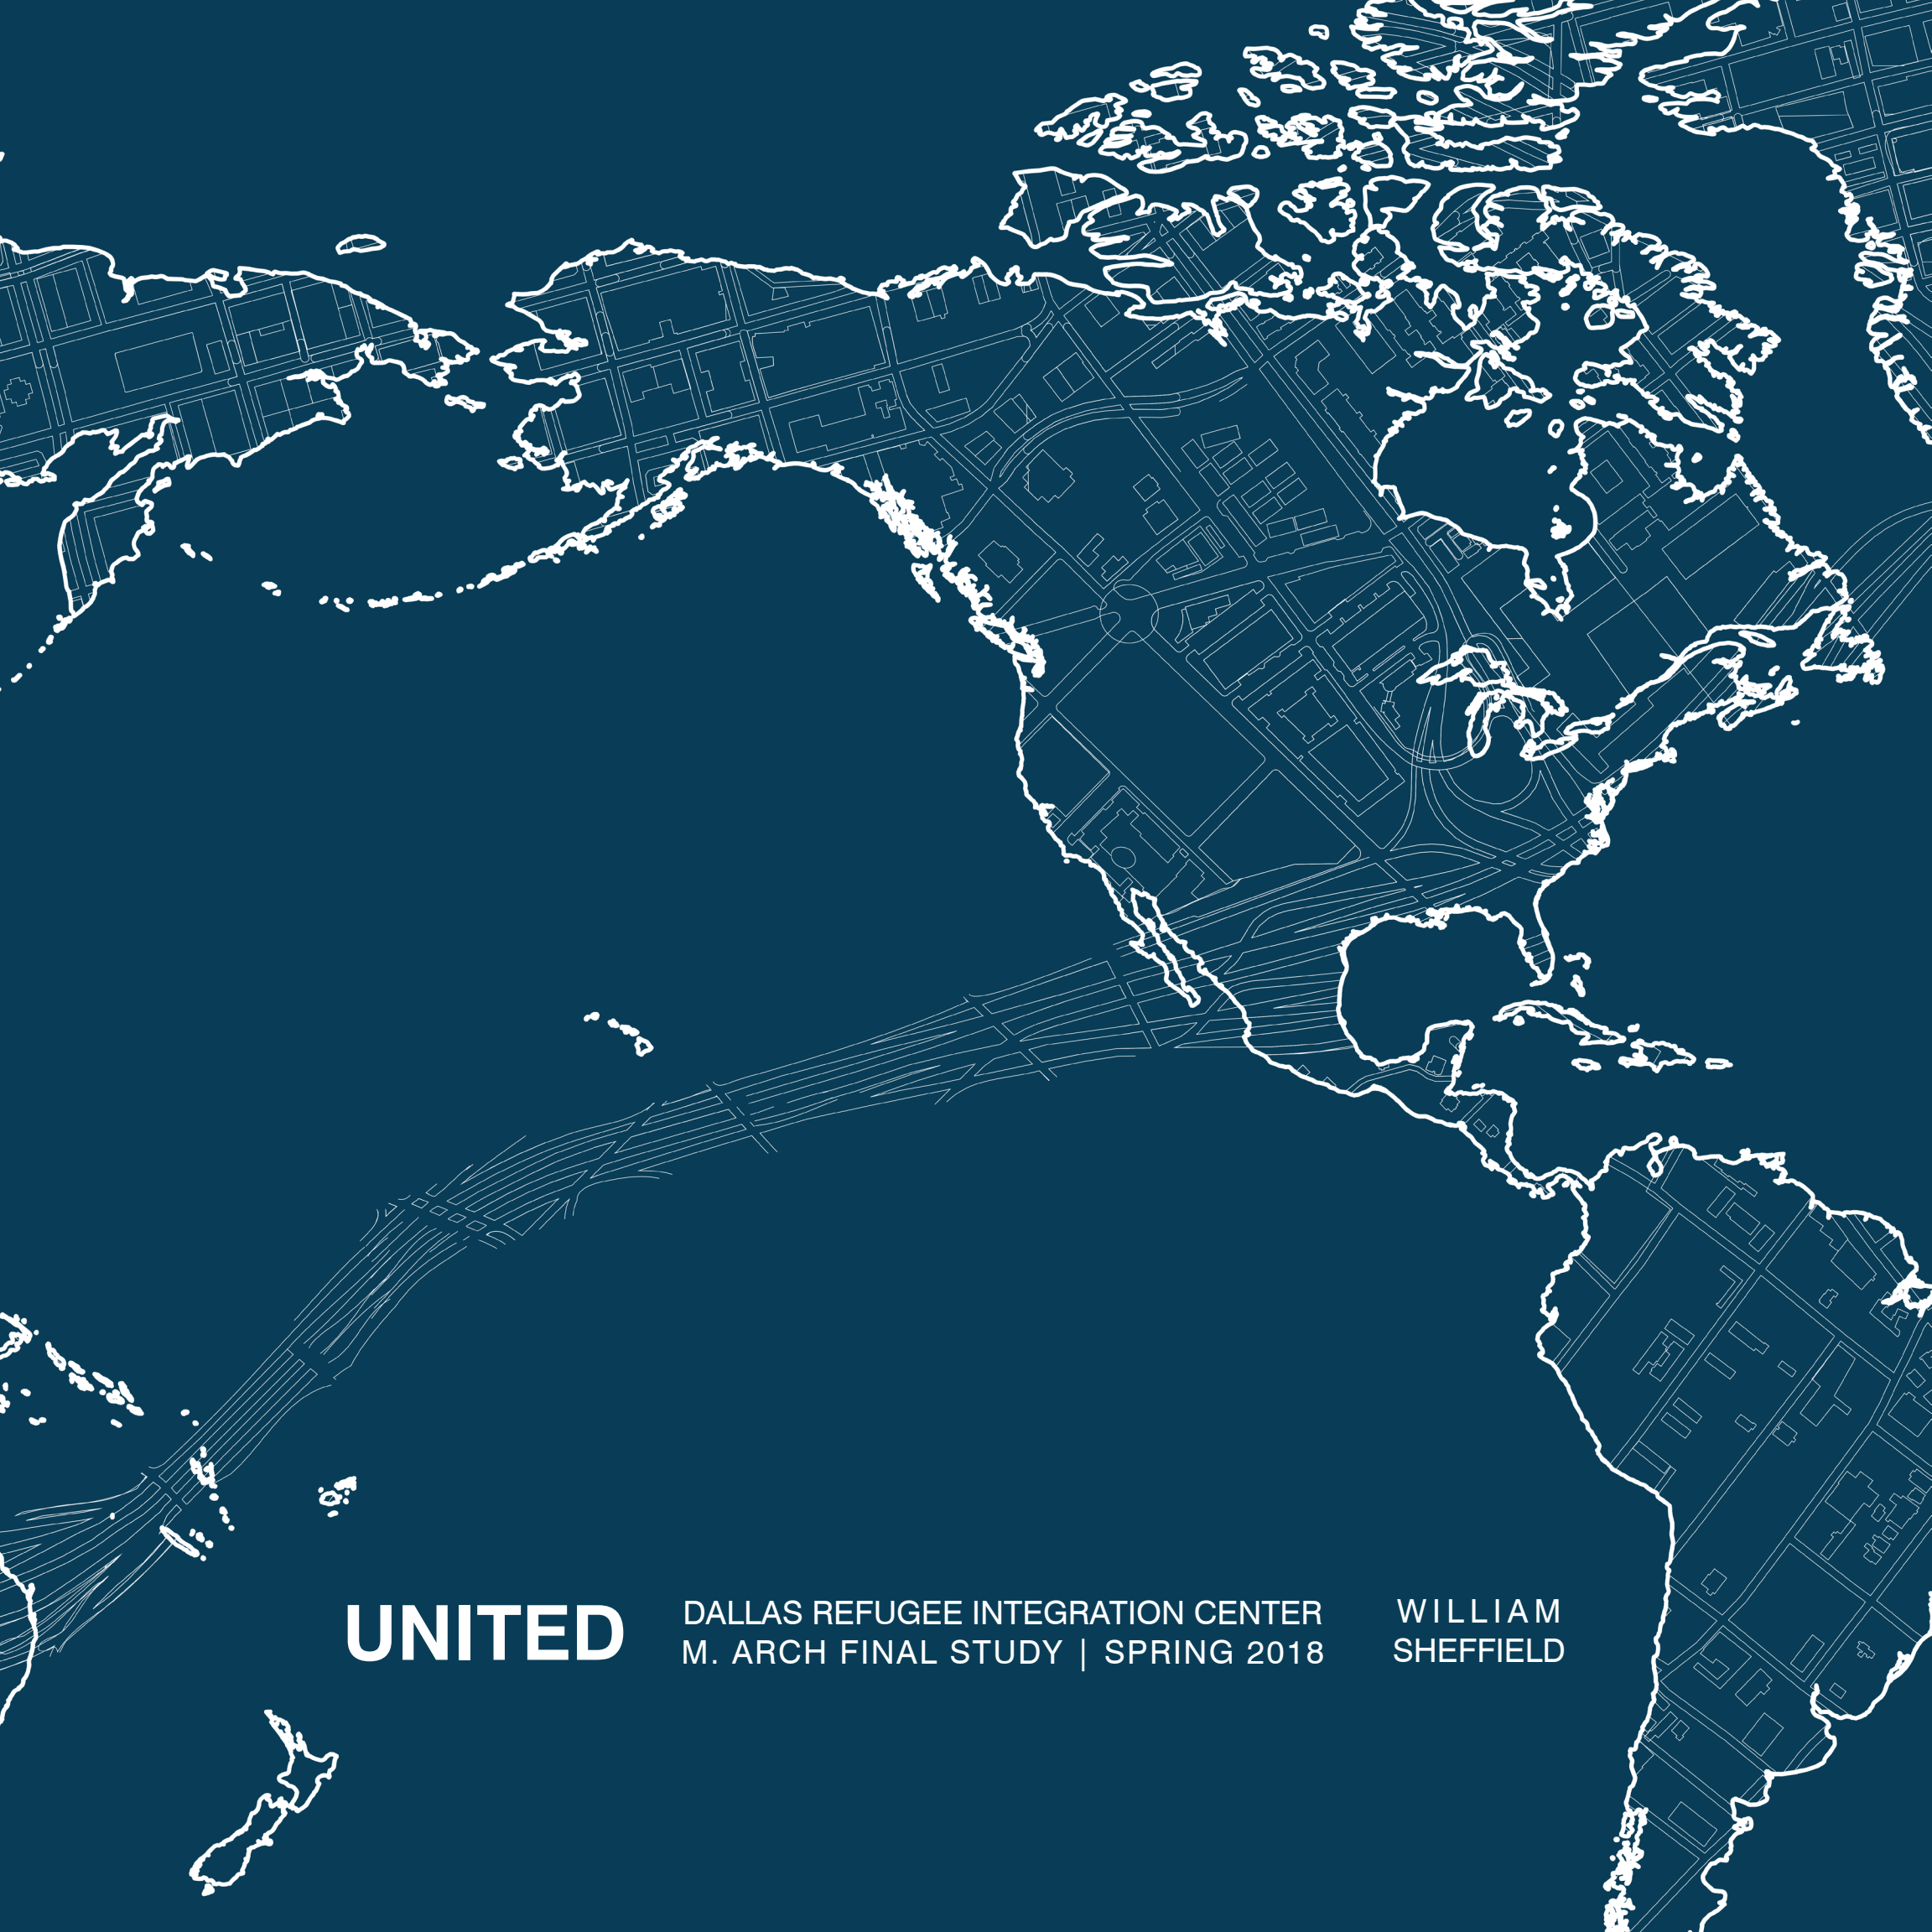 UNITED
DALLAS REFUGEE INTEGRATION CENTER
M. ARCH FINAL STUDY | SPRING 2018
WILLIAM
SHEFFIELD